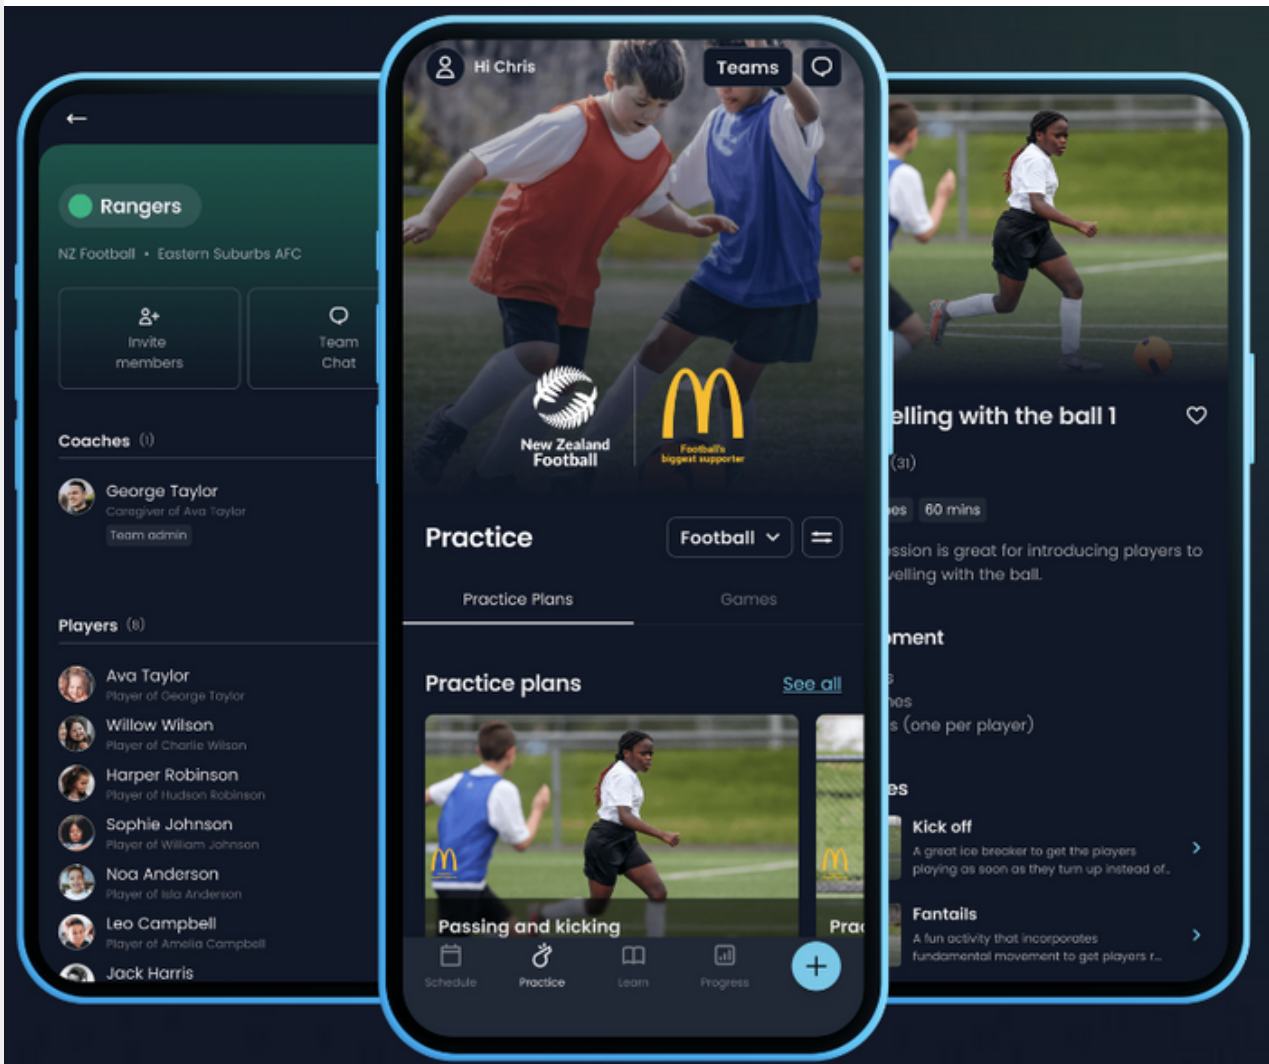 Rangers
NZ Football • Eastern Suburbs AFC
Invite
members
Team
Chat
Coaches (1)
George Taylor
Caregiver of Ava Taylor
Team admin
Players (8)
Ava Taylor
Player of George Taylor
Willow Wilson
Player of Charlie Wilson
Harper Robinson
Player of Hudson Robinson
Sophie Johnson
Player of William Johnson
Noa Anderson
Player of Isla Anderson
Leo Campbell
Player of Amelia Campbell
Jack Harris
Hi Chris
Teams
New Zealand
Football
Football's
biggest supporter
Practice
Football
Practice Plans
Games
Practice plans
See all
Passing and kicking
Prac
Schedule
Practice
Learn
Progress
elling with the ball 1
(31)
es
60 mins
ssion is great for introducing players to
velling with the ball.
ment
s
nes
s (one per player)
es
Kick off
A great ice breaker to get the players
playing as soon as they turn up instead of..
Fantails
A fun activity that incorporates
fundamental movement to get players r...